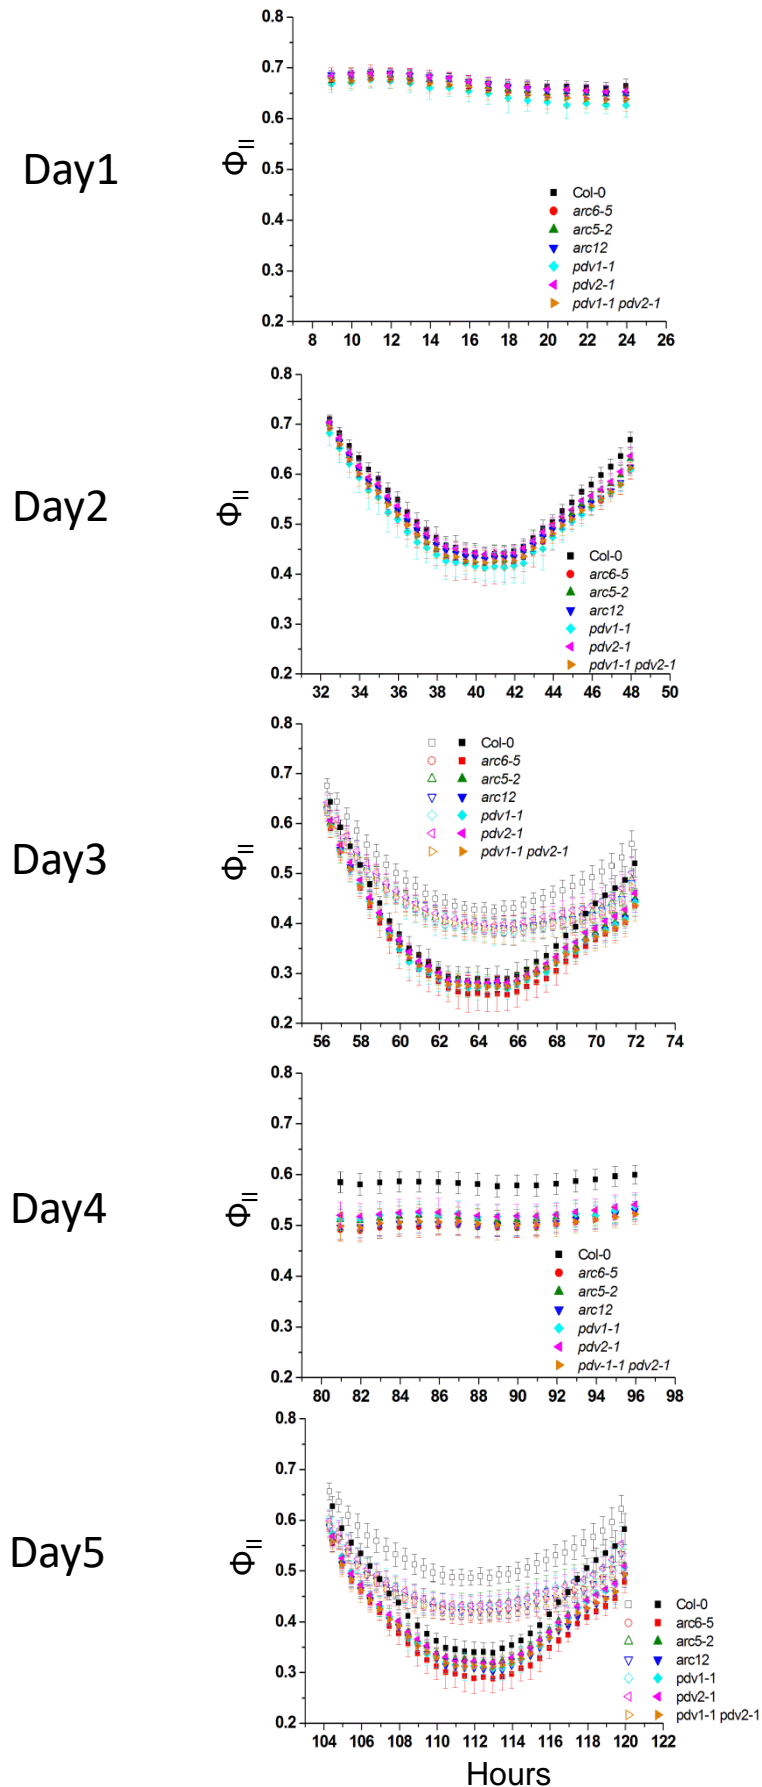 Day1
Φ_II
0.8
0.7
0.6
0.5
0.4
0.3
0.2
Col-0
arc6-5
arc5-2
arc12
pdv1-1
pdv2-1
pdv1-1 pdv2-1
8 10 12 14 16 18 20 22 24 26
Day2
Φ_II
0.8
0.7
0.6
0.5
0.4
0.3
0.2
Col-0
arc6-5
arc5-2
arc12
pdv1-1
pdv2-1
pdv1-1 pdv2-1
32 34 36 38 40 42 44 46 48 50
Day3
Φ_II
0.8
0.7
0.6
0.5
0.4
0.3
0.2
Col-0
arc6-5
arc5-2
arc12
pdv1-1
pdv2-1
pdv1-1 pdv2-1
56 58 60 62 64 66 68 70 72 74
Day4
Φ_II
0.8
0.7
0.6
0.5
0.4
0.3
0.2
Col-0
arc6-5
arc5-2
arc12
pdv1-1
pdv2-1
pdv-1-1 pdv2-1
80 82 84 86 88 90 92 94 96 98
Day5
Φ_II
0.8
0.7
0.6
0.5
0.4
0.3
0.2
Col-0
arc6-5
arc5-2
arc12
pdv1-1
pdv2-1
pdv1-1 pdv2-1
104 106 108 110 112 114 116 118 120 122
Hours